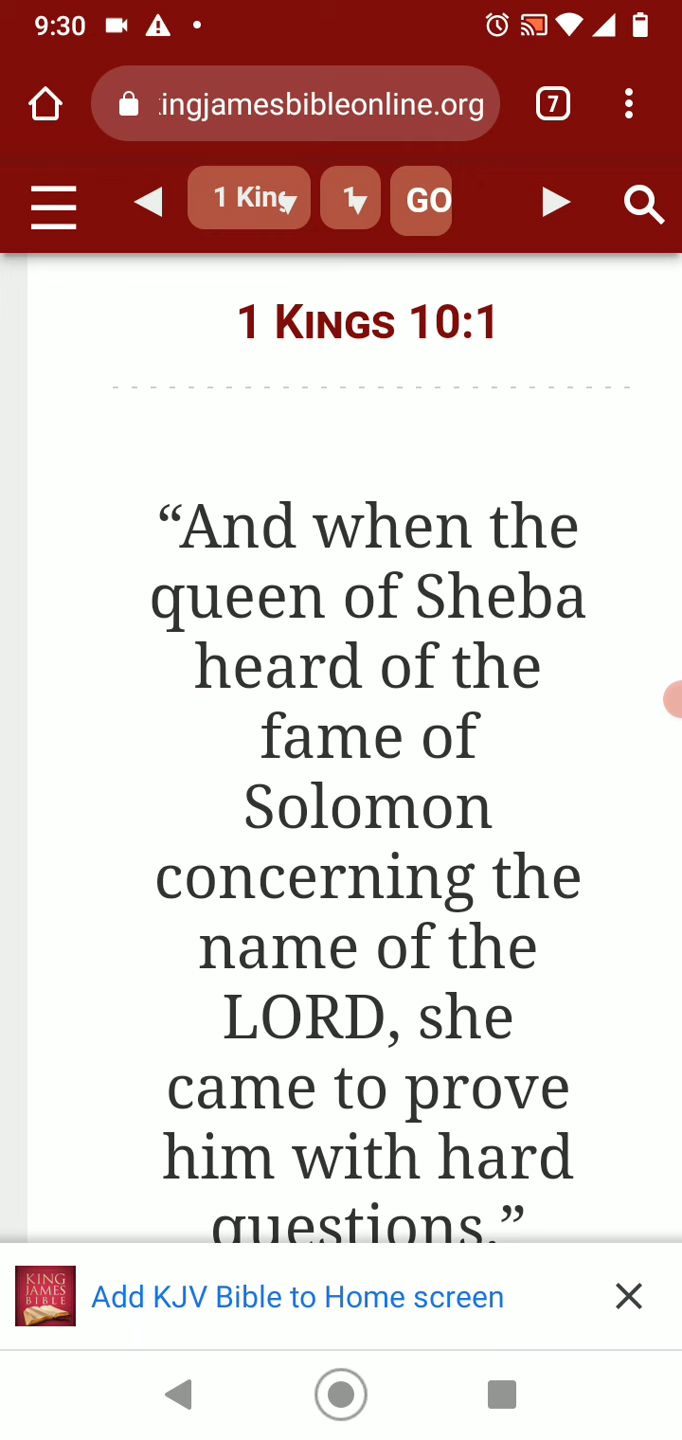 9:30
:ingjamesbibleonline.org
7
1 King
1
GO
1 Kings 10:1
“And when the
queen of Sheba
heard of the
fame of
Solomon
concerning the
name of the
LORD, she
came to prove
him with hard
questions.”
KING
JAMES
BIBLE
Add KJV Bible to Home screen